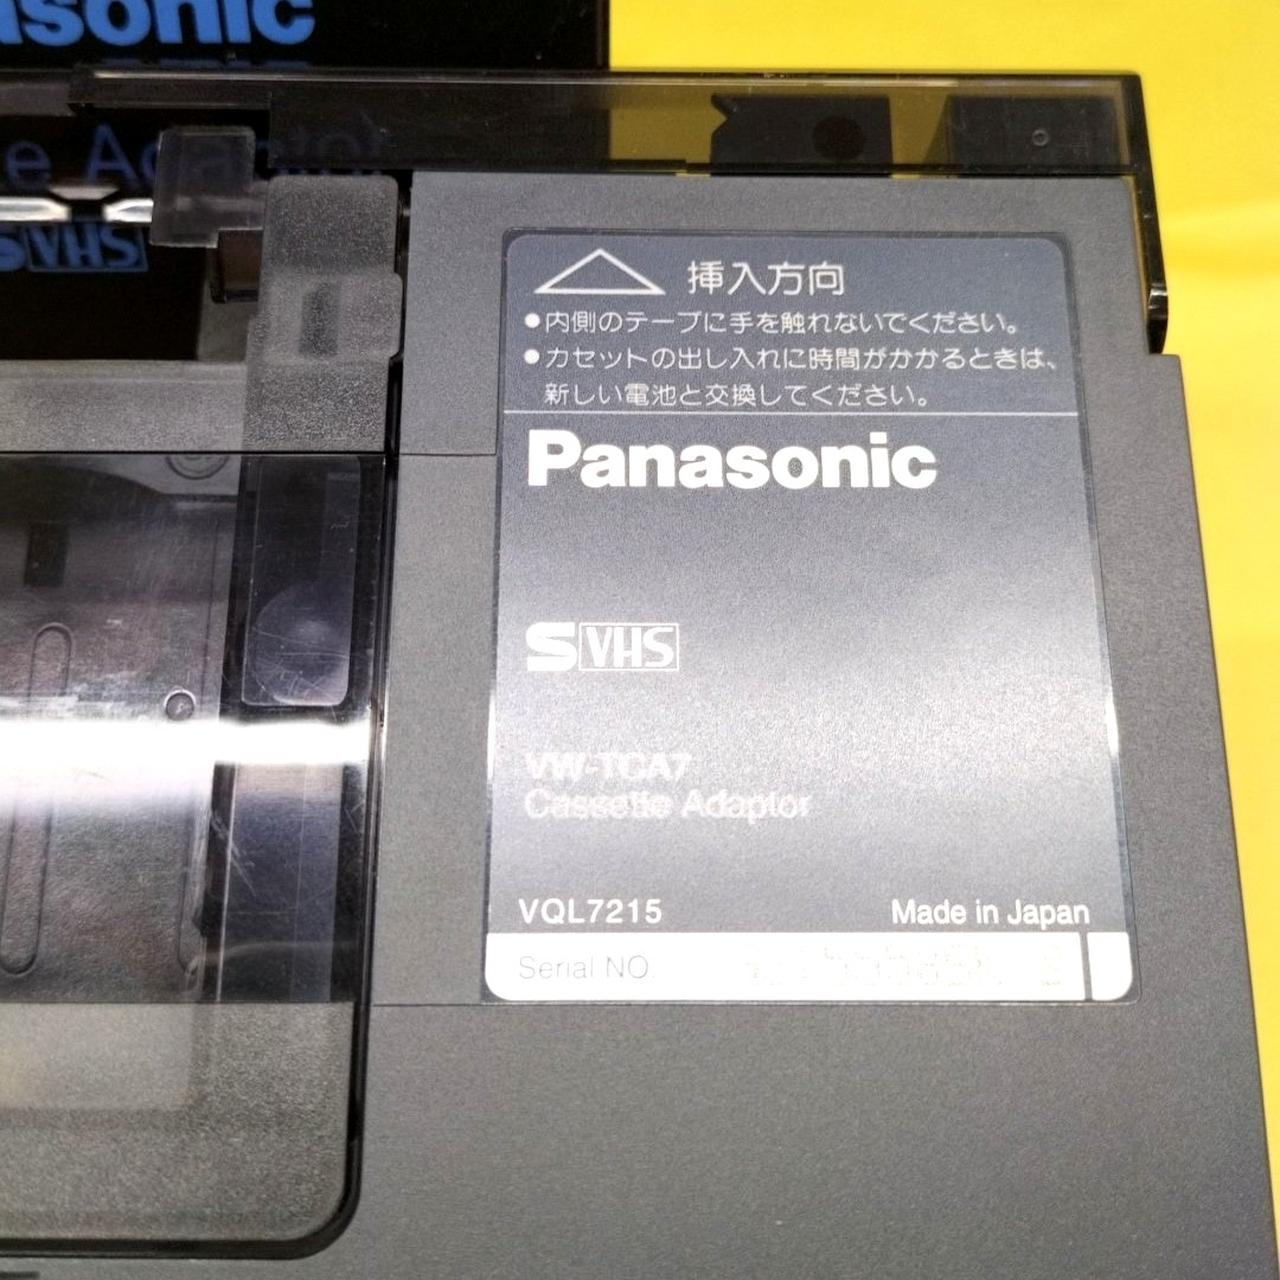 asonic
e Adaptor
S VHS
挿入方向
●内側のテープに手を触れないでください。
●カセットの出し入れに時間がかかるときは、
新しい電池と交換してください。
Panasonic
S VHS
VW-TCA7
Cassette Adaptor
VQL7215 Made in Japan
Serial NO.